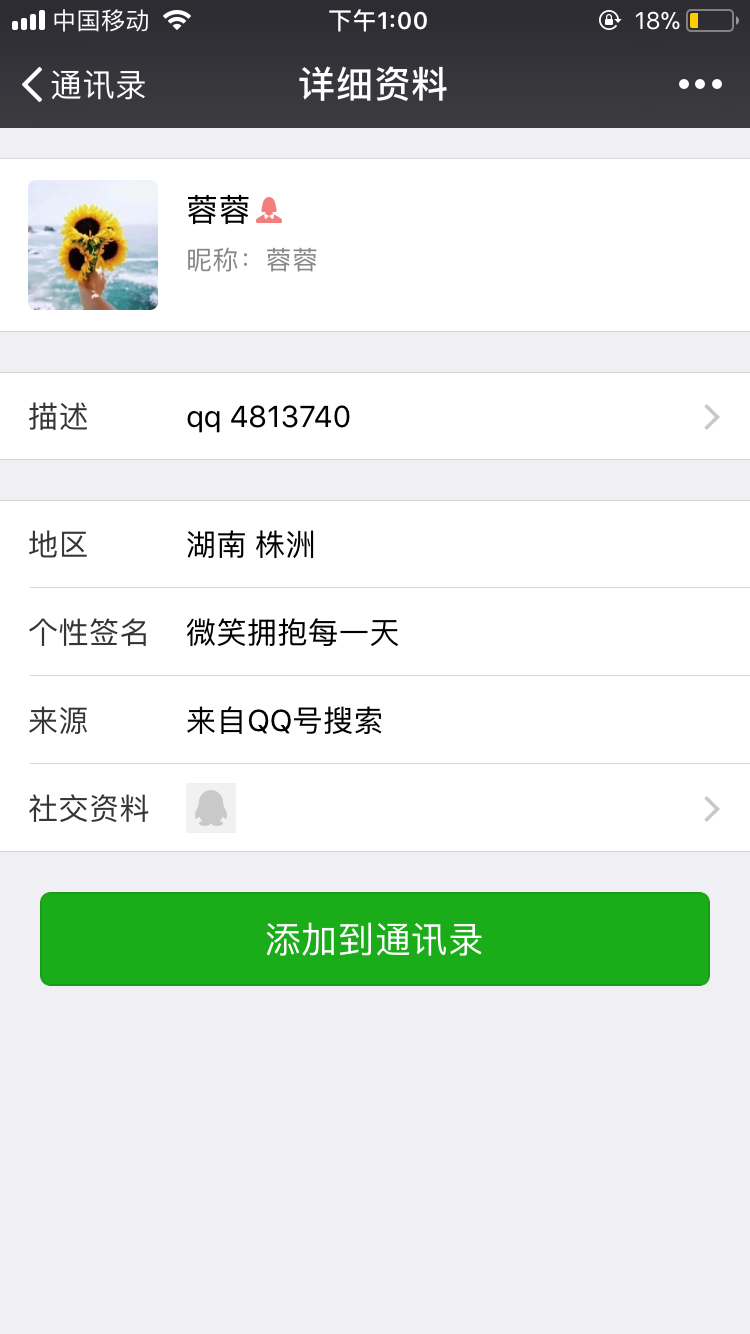 中国移动 下午1:00 18%
通讯录 详细资料
蓉蓉
昵称：蓉蓉
描述 qq 4813740
地区 湖南 株洲
个性签名 微笑拥抱每一天
来源 来自QQ号搜索
社交资料
添加到通讯录